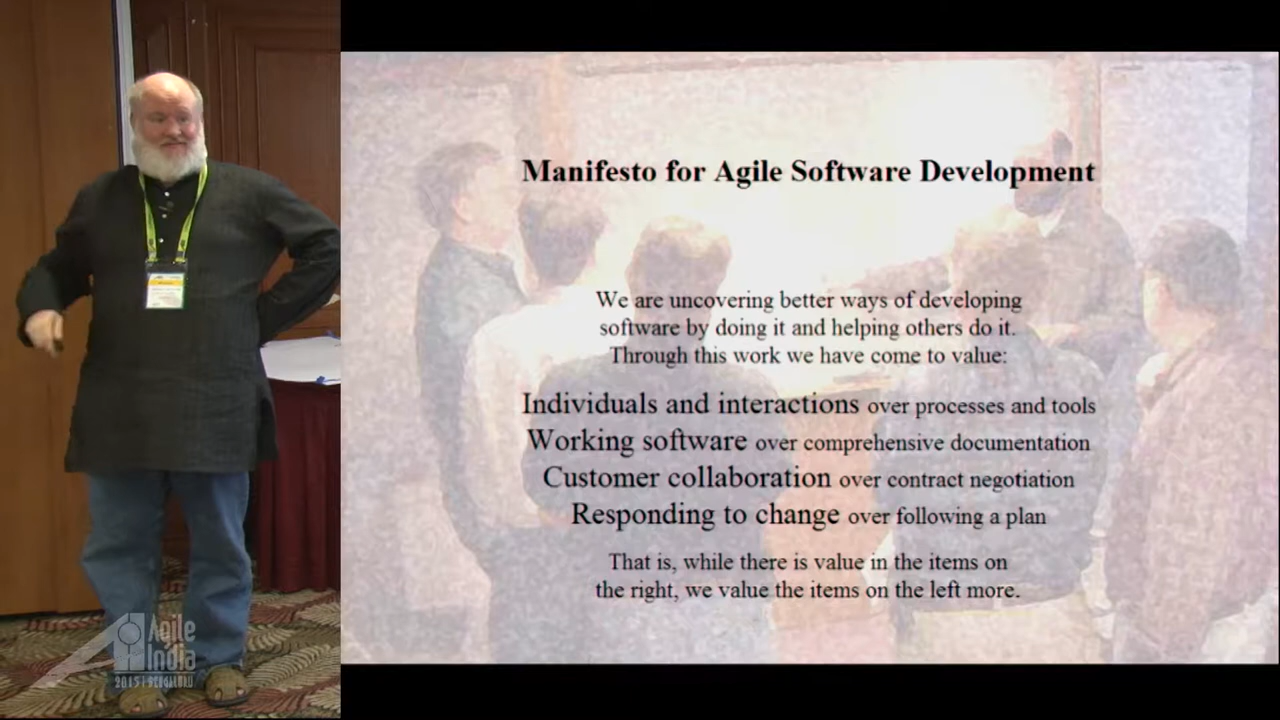 Manifesto for Agile Software Development
We are uncovering better ways of developing
software by doing it and helping others do it.
Through this work we have come to value:
Individuals and interactions over processes and tools
Working software over comprehensive documentation
Customer collaboration over contract negotiation
Responding to change over following a plan
That is, while there is value in the items on
the right, we value the items on the left more.
Agile
India
2015 | BENGALURU